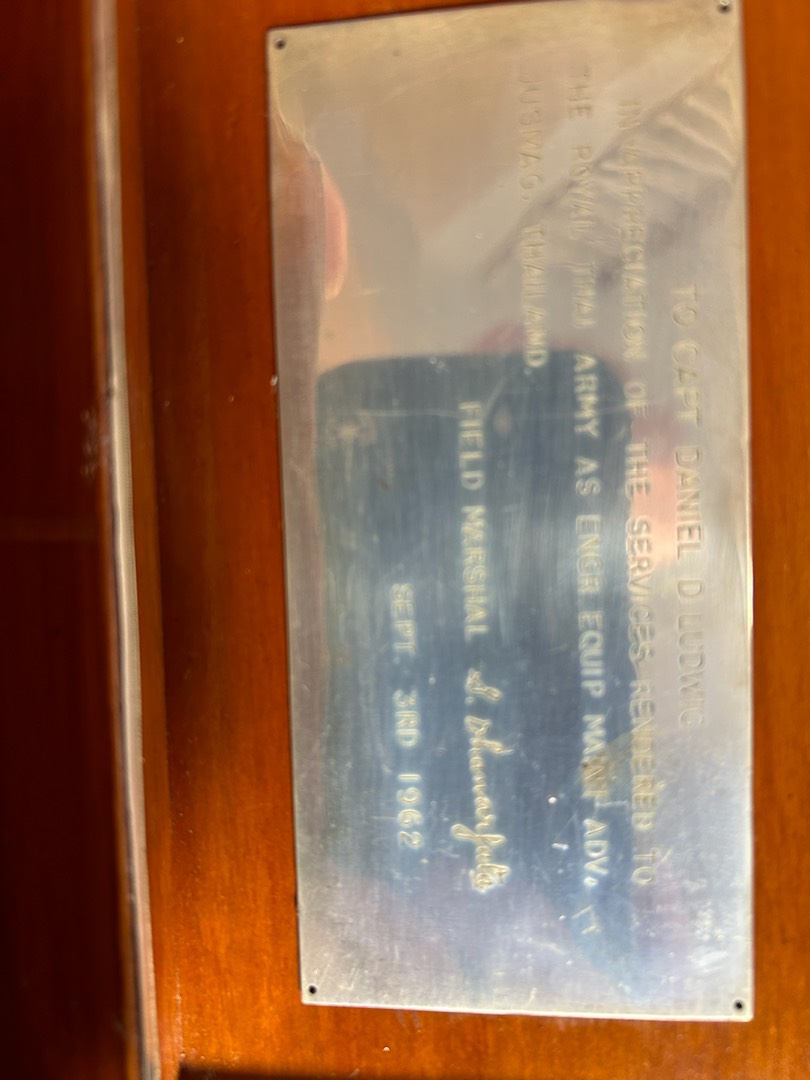 TO CAPT DANIEL D LUDWIG
IN APPRECIATION OF THE SERVICES RENDERED TO
THE ROYAL THAI ARMY AS ENGR EQUIP MAINT ADV.
JUSMAG, THAILAND.
FIELD MARSHAL S. Dhanarajata
SEPT. 3RD 1962